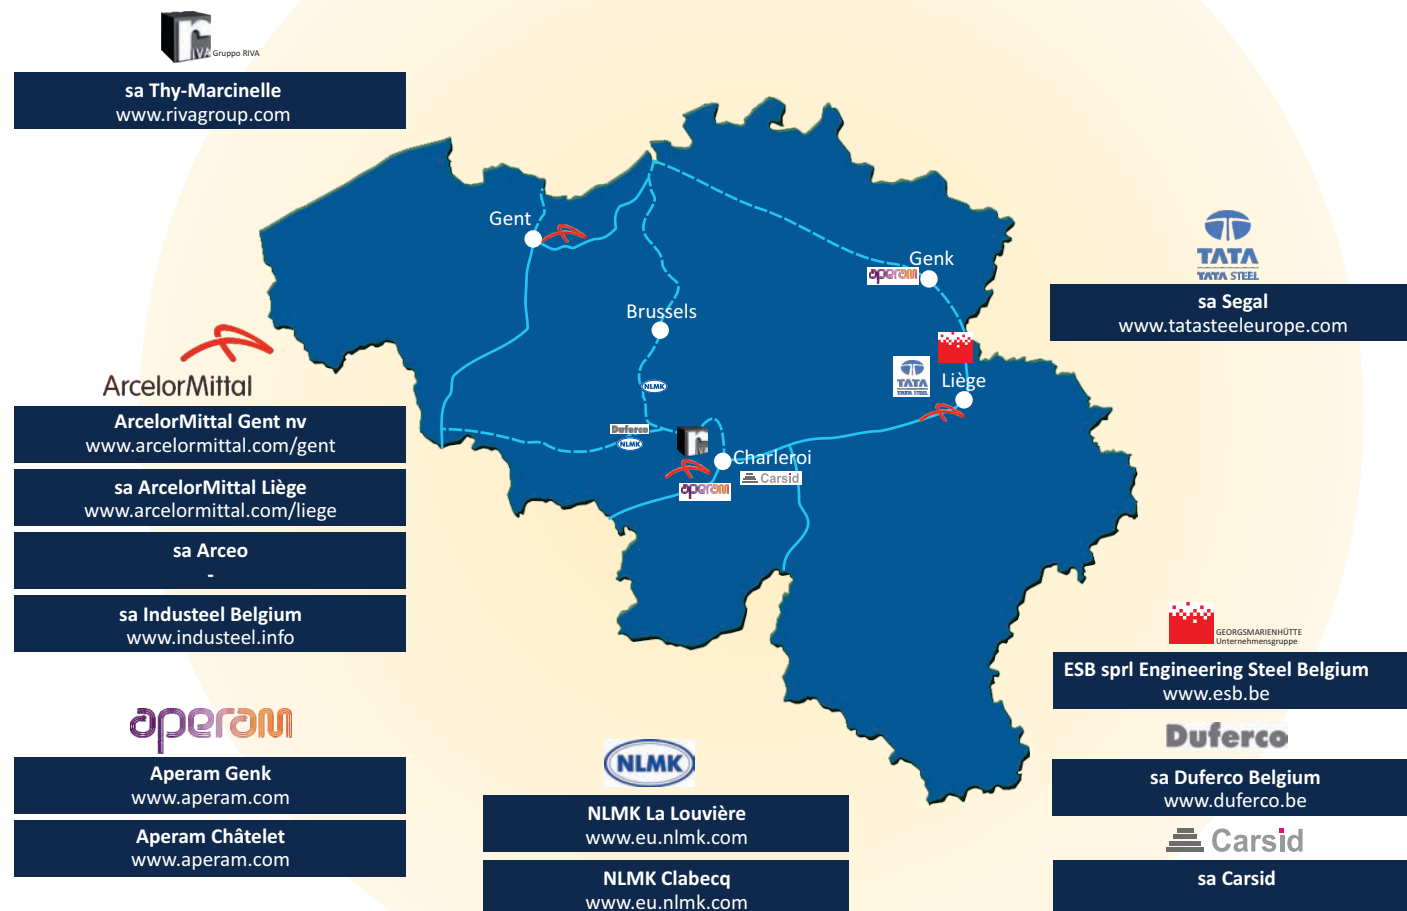 RIVA
Gruppo RIVA
sa Thy-Marcinelle
www.rivagroup.com
ArcelorMittal
ArcelorMittal Gent nv
www.arcelormittal.com/gent
sa ArcelorMittal Liège
www.arcelormittal.com/liege
sa Arceo
-
sa Industeel Belgium
www.industeel.info
aperam
Aperam Genk
www.aperam.com
Aperam Châtelet
www.aperam.com
Gent
Genk
aperam
Brussels
TATA
TATA STEEL
Liège
NLMK
Duferco
NLMK
Charleroi
Carsid
aperam
NLMK
NLMK La Louvière
www.eu.nlmk.com
NLMK Clabecq
www.eu.nlmk.com
TATA
TATA STEEL
sa Segal
www.tatasteeleurope.com
GEORGSMARIENHÜTTE
Unternehmensgruppe
ESB sprl Engineering Steel Belgium
www.esb.be
Duferco
sa Duferco Belgium
www.duferco.be
Carsid
sa Carsid